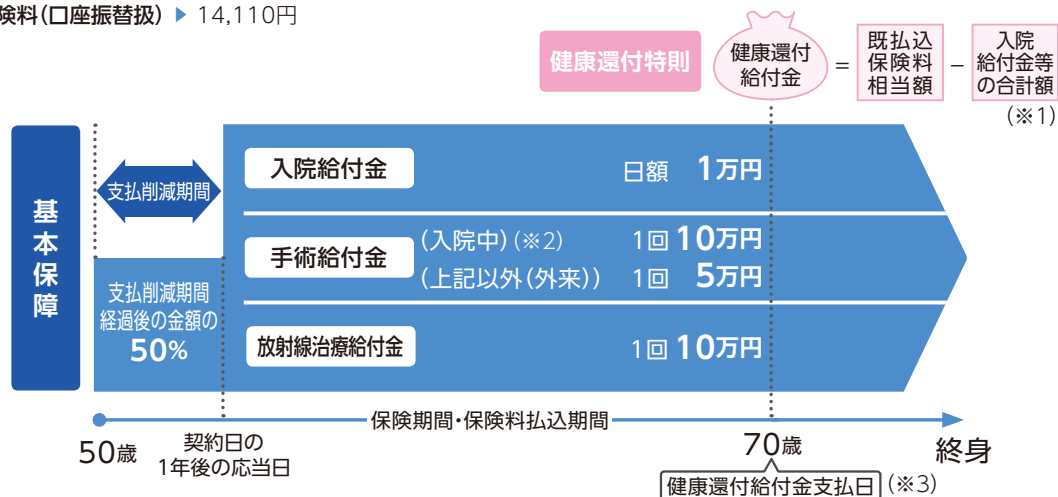 険料(口座振替扱) ▶ 14,110円
健康還付特則
健康還付
給付金
=
既払込
保険料
相当額
−
入院
給付金等
の合計額
(※1)
基本保障
支払削減期間
支払削減期間
経過後の金額の
50%
入院給付金 日額 1万円
手術給付金 (入院中)(※2) 1回 10万円
(上記以外(外来)) 1回 5万円
放射線治療給付金 1回 10万円
保険期間・保険料払込期間
50歳
契約日の
1年後の応当日
70歳
終身
健康還付給付金支払日 (※3)